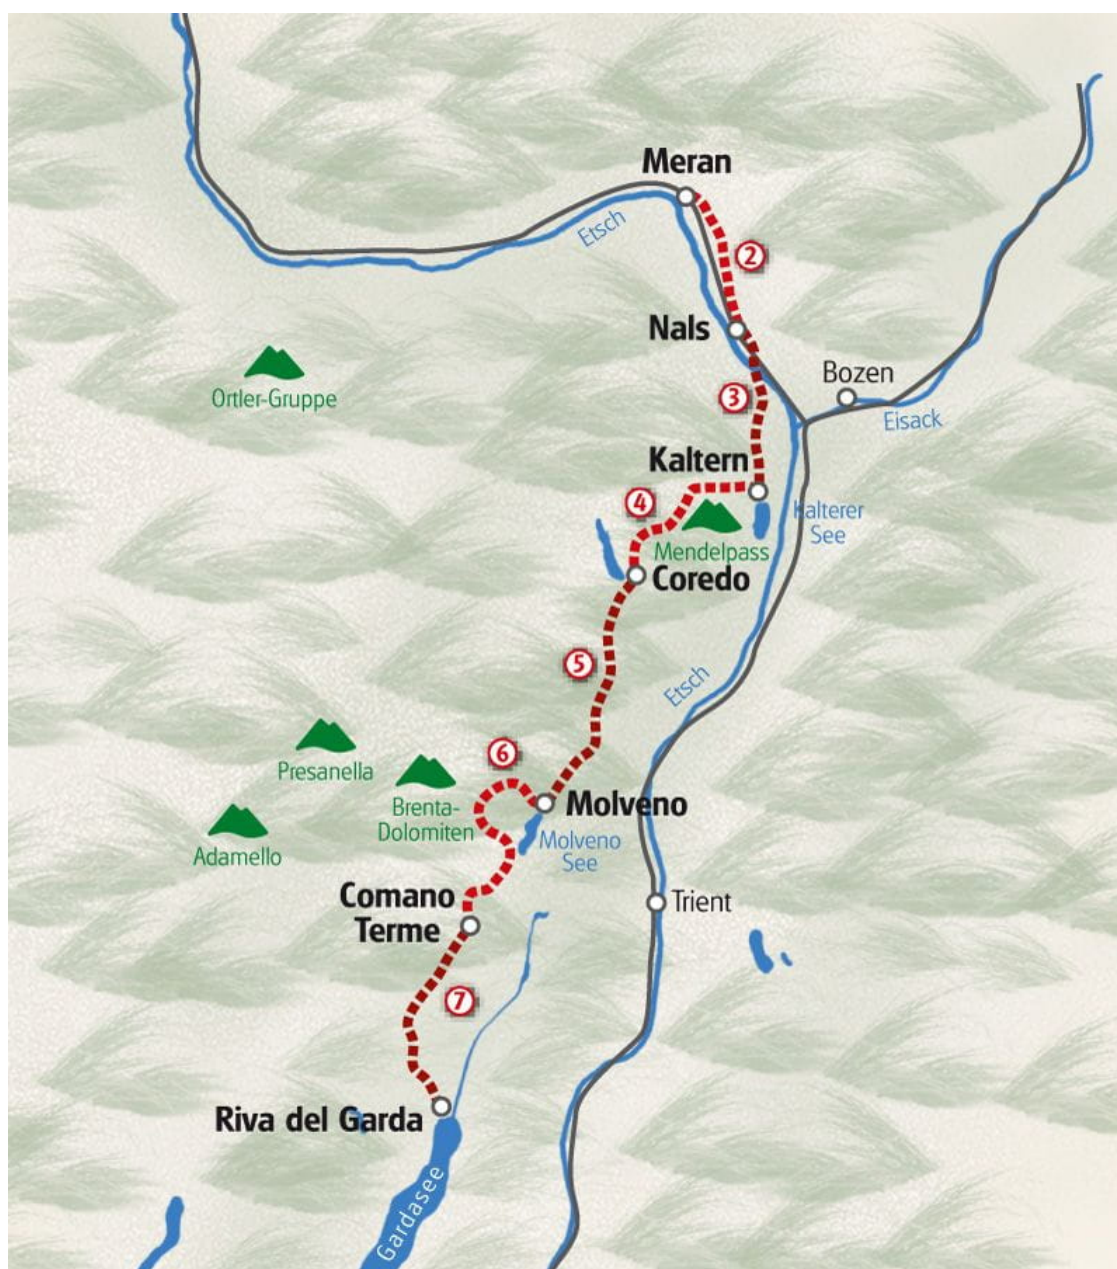 Meran
Etsch
2
Nals
Ortler-Gruppe
3
Bozen
Eisack
Kaltern
4
Kalterer
See
Mendelpass
Coredo
5
Etsch
6
Presanella
Brenta-
Dolomiten
Molveno
Adamello
Molveno
See
Comano
Terme
Trient
7
Riva del Garda
Gardasee